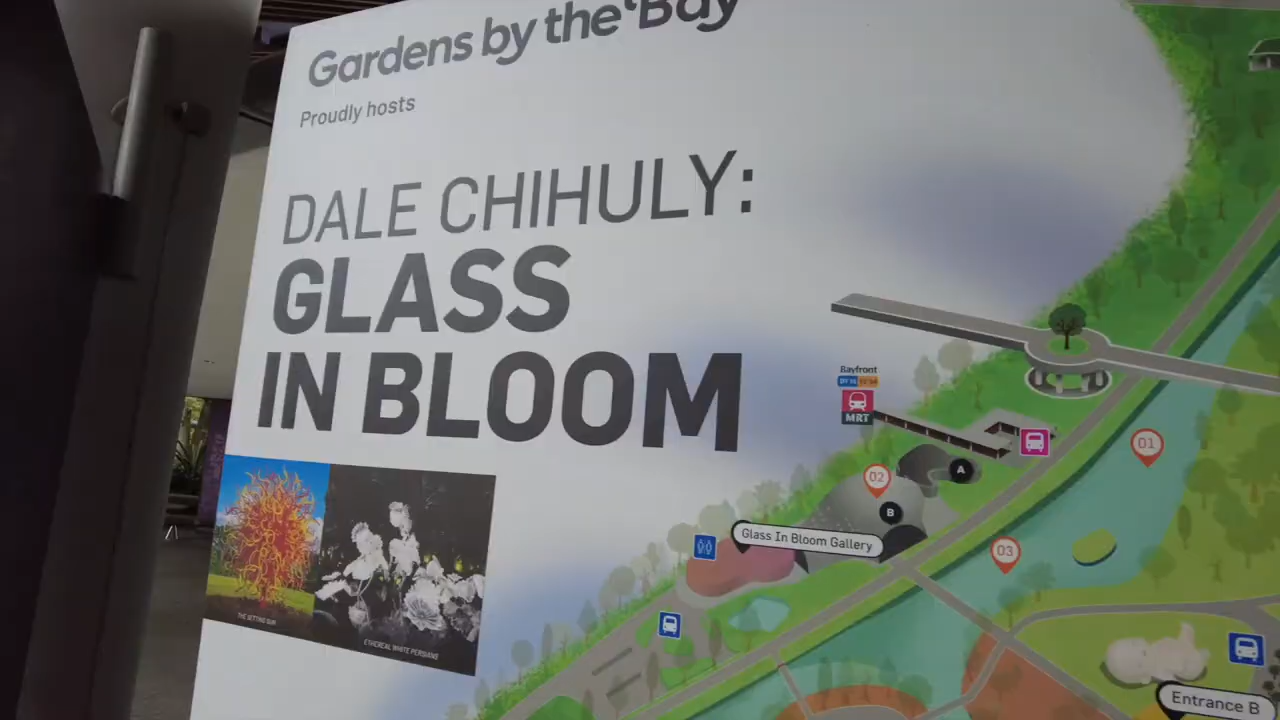 Gardens by the Bay
Proudly hosts
DALE CHIHULY:
GLASS
IN BLOOM
THE SETTING SUN
ETHEREAL WHITE PERSIANS
Bayfront
MRT
A
01
02
B
Glass In Bloom Gallery
03
Entrance B